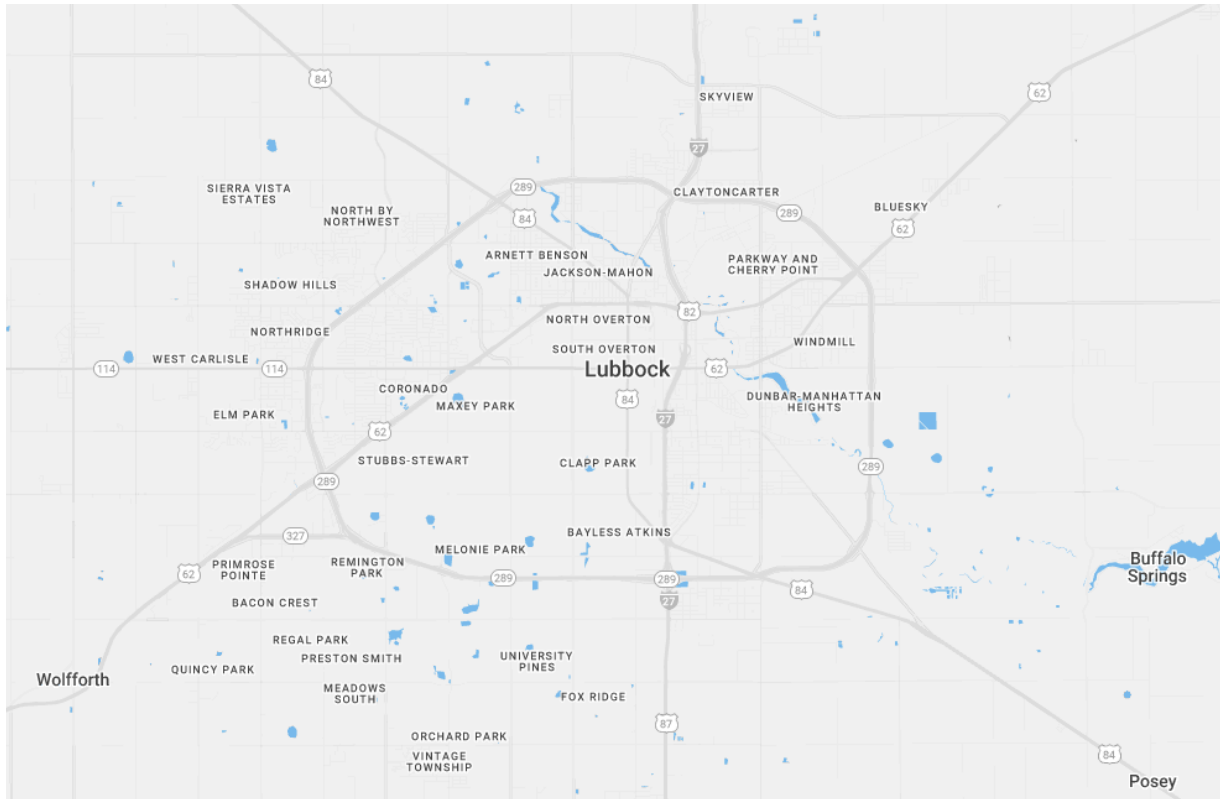 84
62
SKYVIEW
27
SIERRA VISTA
ESTATES
289
CLAYTONCARTER
NORTH BY
NORTHWEST
84
289
BLUESKY
62
ARNETT BENSON
JACKSON-MAHON
PARKWAY AND
CHERRY POINT
SHADOW HILLS
NORTHRIDGE
NORTH OVERTON
82
WINDMILL
WEST CARLISLE
SOUTH OVERTON
114
114
Lubbock
62
CORONADO
MAXEY PARK
84
DUNBAR-MANHATTAN
HEIGHTS
ELM PARK
62
27
STUBBS-STEWART
CLAPP PARK
289
289
327
BAYLESS ATKINS
MELONIE PARK
PRIMROSE
POINTE
REMINGTON
PARK
62
289
289
84
Buffalo
Springs
BACON CREST
27
REGAL PARK
PRESTON SMITH
UNIVERSITY
PINES
QUINCY PARK
Wolfforth
MEADOWS
SOUTH
FOX RIDGE
87
ORCHARD PARK
VINTAGE
TOWNSHIP
84
Posey